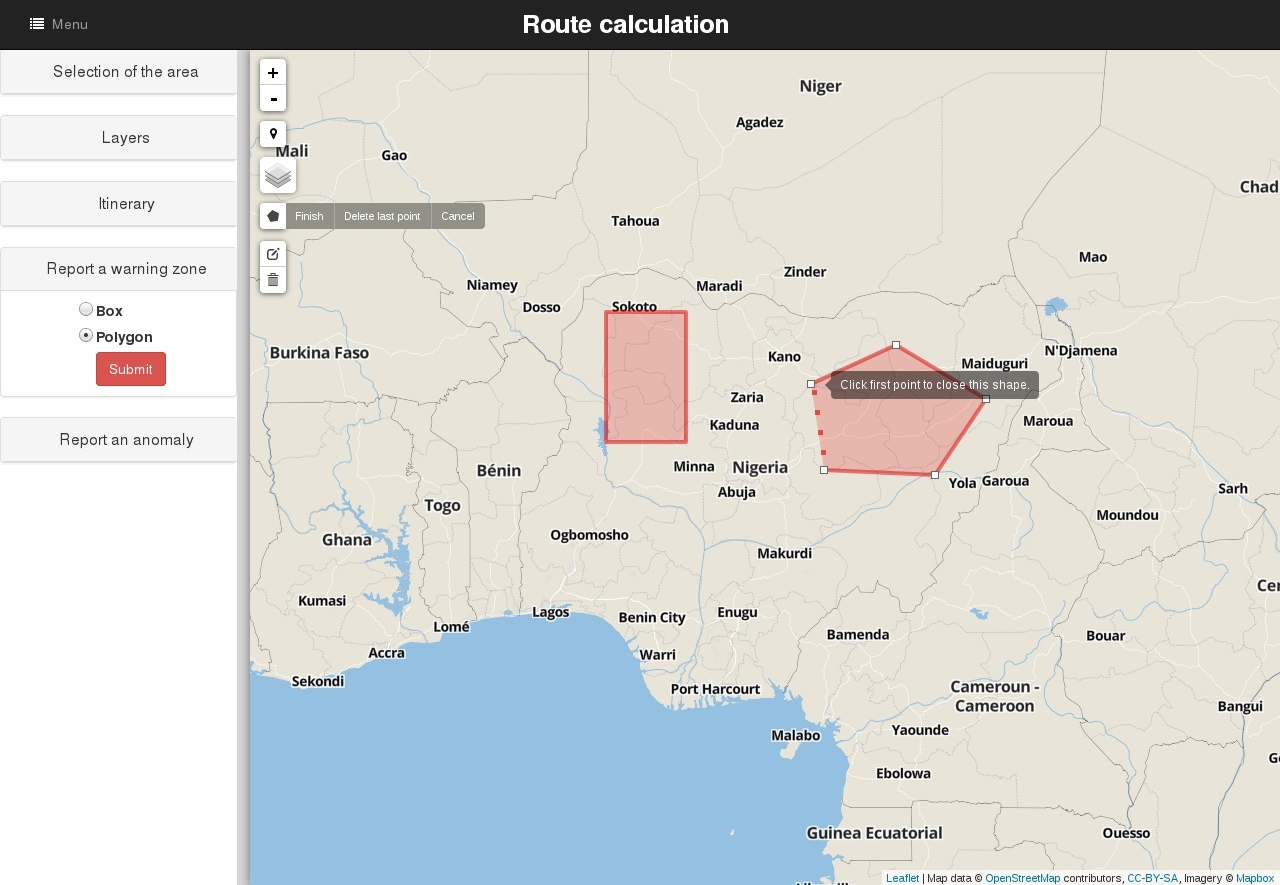 Menu
Route calculation
Selection of the area
Layers
Itinerary
Report a warning zone
Box
Polygon
Submit
Report an anomaly
+
-
Finish
Delete last point
Cancel
Niger
Agadez
Mali
Gao
Chad
Tahoua
Mao
Zinder
Niamey
Maradi
Dosso
Sokoto
Burkina Faso
Kano
Maiduguri
N'Djamena
Click first point to close this shape.
Zaria
Kaduna
Maroua
Bénin
Minna
Nigeria
Abuja
Yola
Garoua
Sarh
Togo
Moundou
Ghana
Ogbomosho
Makurdi
Cen
Kumasi
Lagos
Benin City
Enugu
Lomé
Bamenda
Bouar
Accra
Warri
Sekondi
Port Harcourt
Cameroun -
Cameroon
Bangui
Malabo
Yaounde
Ebolowa
Guinea Ecuatorial
Ouesso
Leaflet | Map data © OpenStreetMap contributors, CC-BY-SA, Imagery © Mapbox